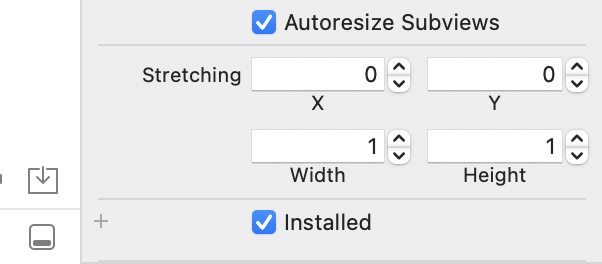 Autoresize Subviews
Stretching 0 0
X Y
1 1
Width Height
Installed